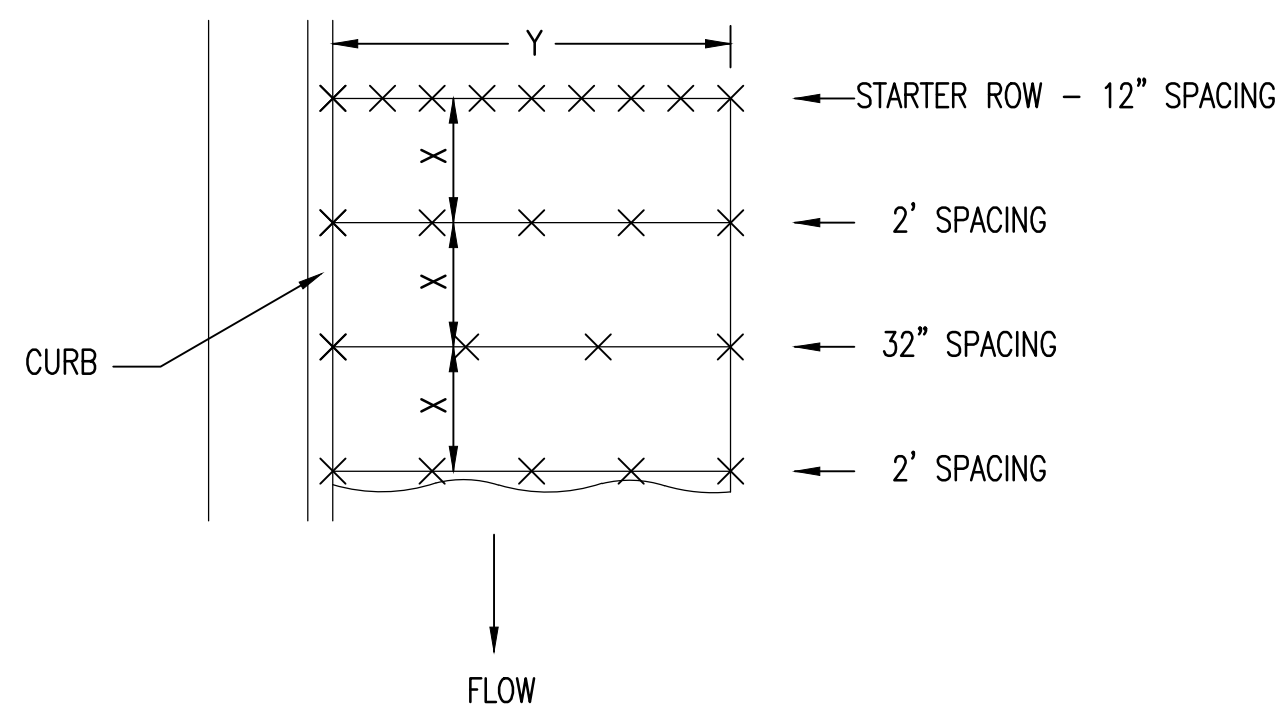 Y
STARTER ROW – 12” SPACING
X
2’ SPACING
X
CURB
32” SPACING
X
2’ SPACING
FLOW